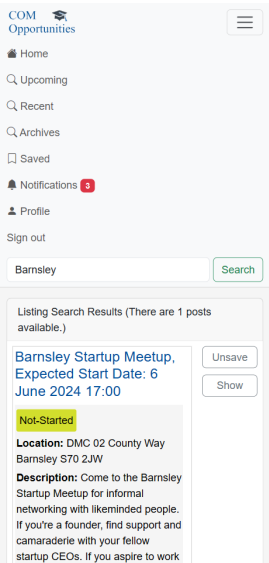 COM
Opportunities
Home
Upcoming
Recent
Archives
Saved
Notifications 3
Profile
Sign out
Barnsley
Search
Listing Search Results (There are 1 posts
available.)
Barnsley Startup Meetup,
Expected Start Date: 6
June 2024 17:00
Unsave
Show
Not-Started
Location: DMC 02 County Way
Barnsley S70 2JW
Description: Come to the Barnsley
Startup Meetup for informal
networking with likeminded people.
If you're a founder, find support and
camaraderie with your fellow
startup CEOs. If you aspire to work